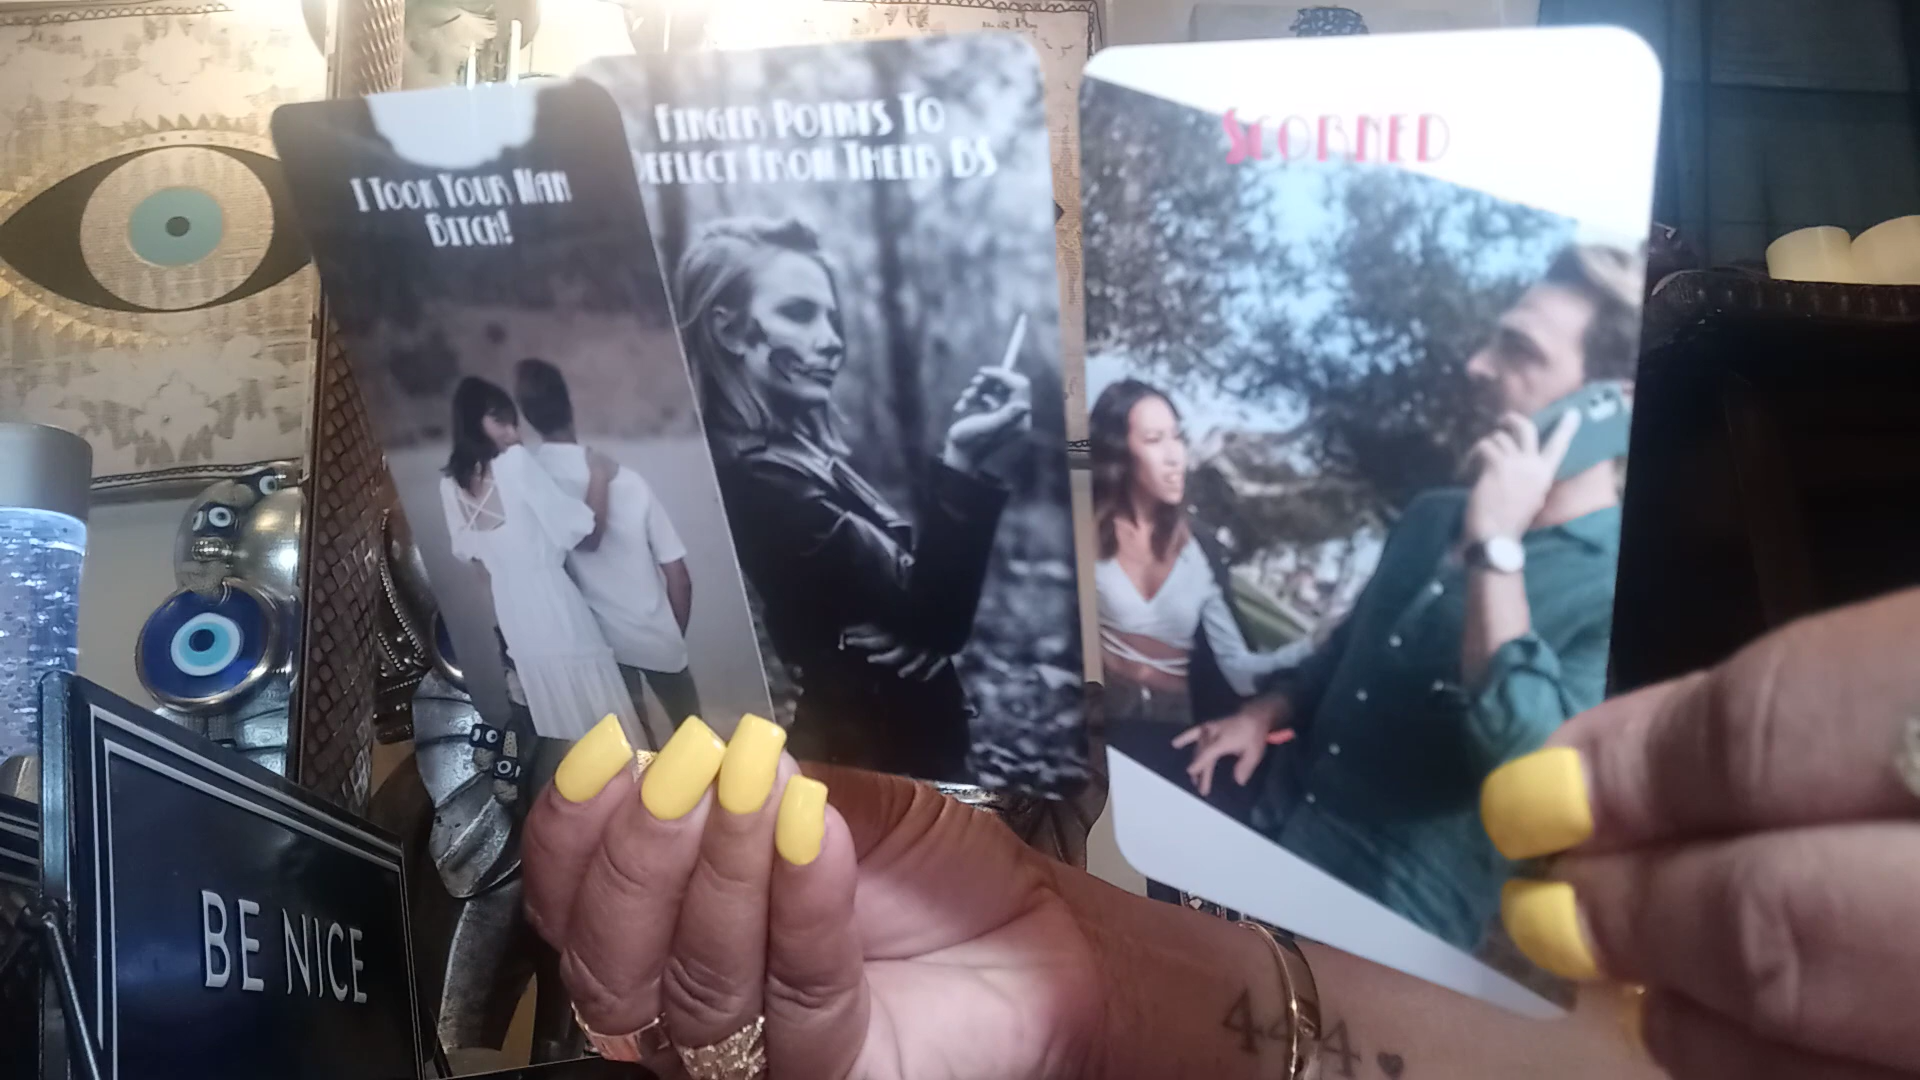 I TOOK YOUR MAN
BITCH!
FINGER POINTS TO
DEFLECT FROM THEIR BS
SCORNED
BE NICE
444